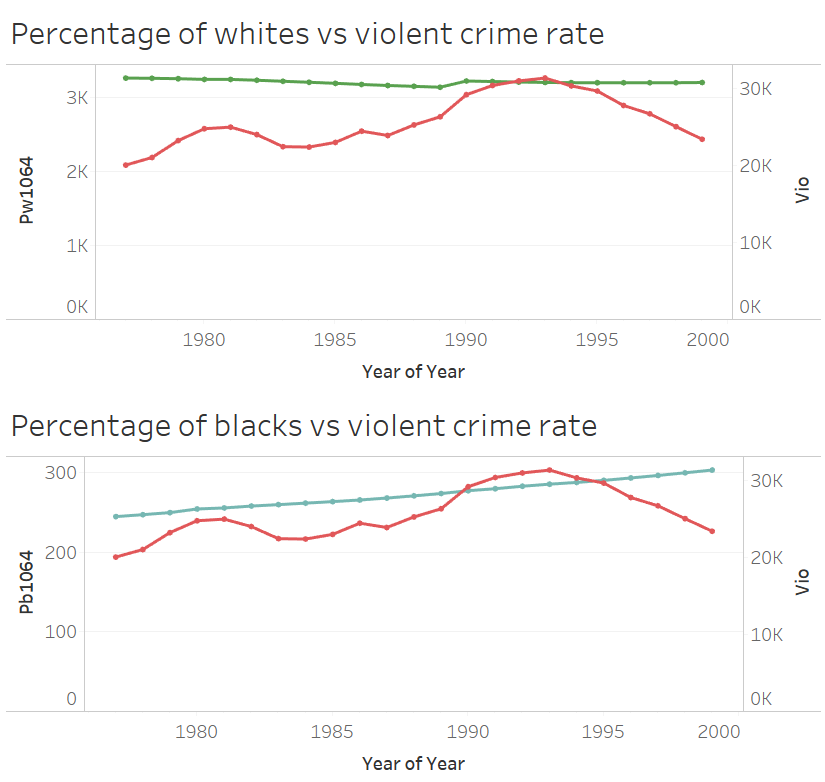 Percentage of whites vs violent crime rate
3K
2K
1K
0K
Pw1064
30K
20K
10K
0K
Vio
1980
1985
1990
1995
2000
Year of Year
Percentage of blacks vs violent crime rate
300
200
100
0
Pb1064
30K
20K
10K
0K
Vio
1980
1985
1990
1995
2000
Year of Year